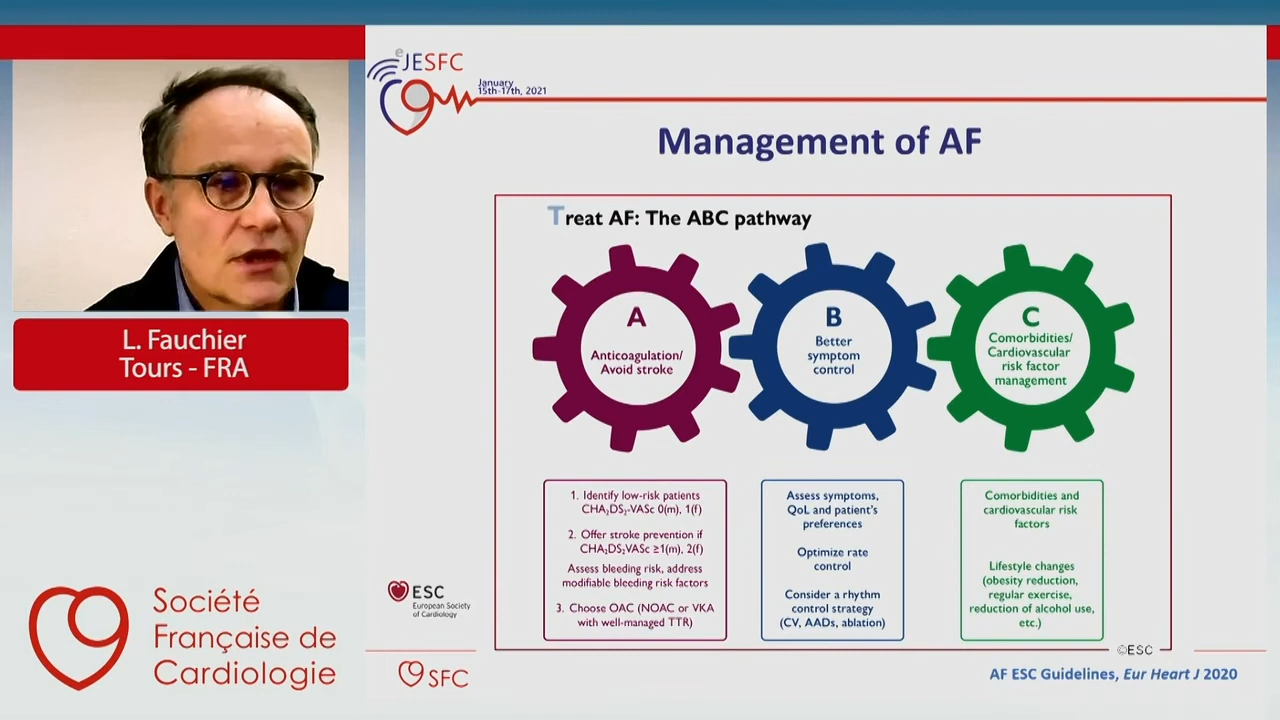 eJESFC
January
15th-17th, 2021
Management of AF
Treat AF: The ABC pathway
A
Anticoagulation/
Avoid stroke
B
Better
symptom
control
C
Comorbidities/
Cardiovascular
risk factor
management
1. Identify low-risk patients
CHA₂DS₂-VASc 0(m), 1(f)
2. Offer stroke prevention if
CHA₂DS₂VASc ≥1(m), 2(f)
Assess bleeding risk, address
modifiable bleeding risk factors
3. Choose OAC (NOAC or VKA
with well-managed TTR)
Assess symptoms,
QoL and patient's
preferences
Optimize rate
control
Consider a rhythm
control strategy
(CV, AADs, ablation)
Comorbidities and
cardiovascular risk
factors
Lifestyle changes
(obesity reduction,
regular exercise,
reduction of alcohol use,
etc.)
©ESC
ESC
European Society
of Cardiology
SFC
AF ESC Guidelines, Eur Heart J 2020
L. Fauchier
Tours - FRA
Société
Française de
Cardiologie